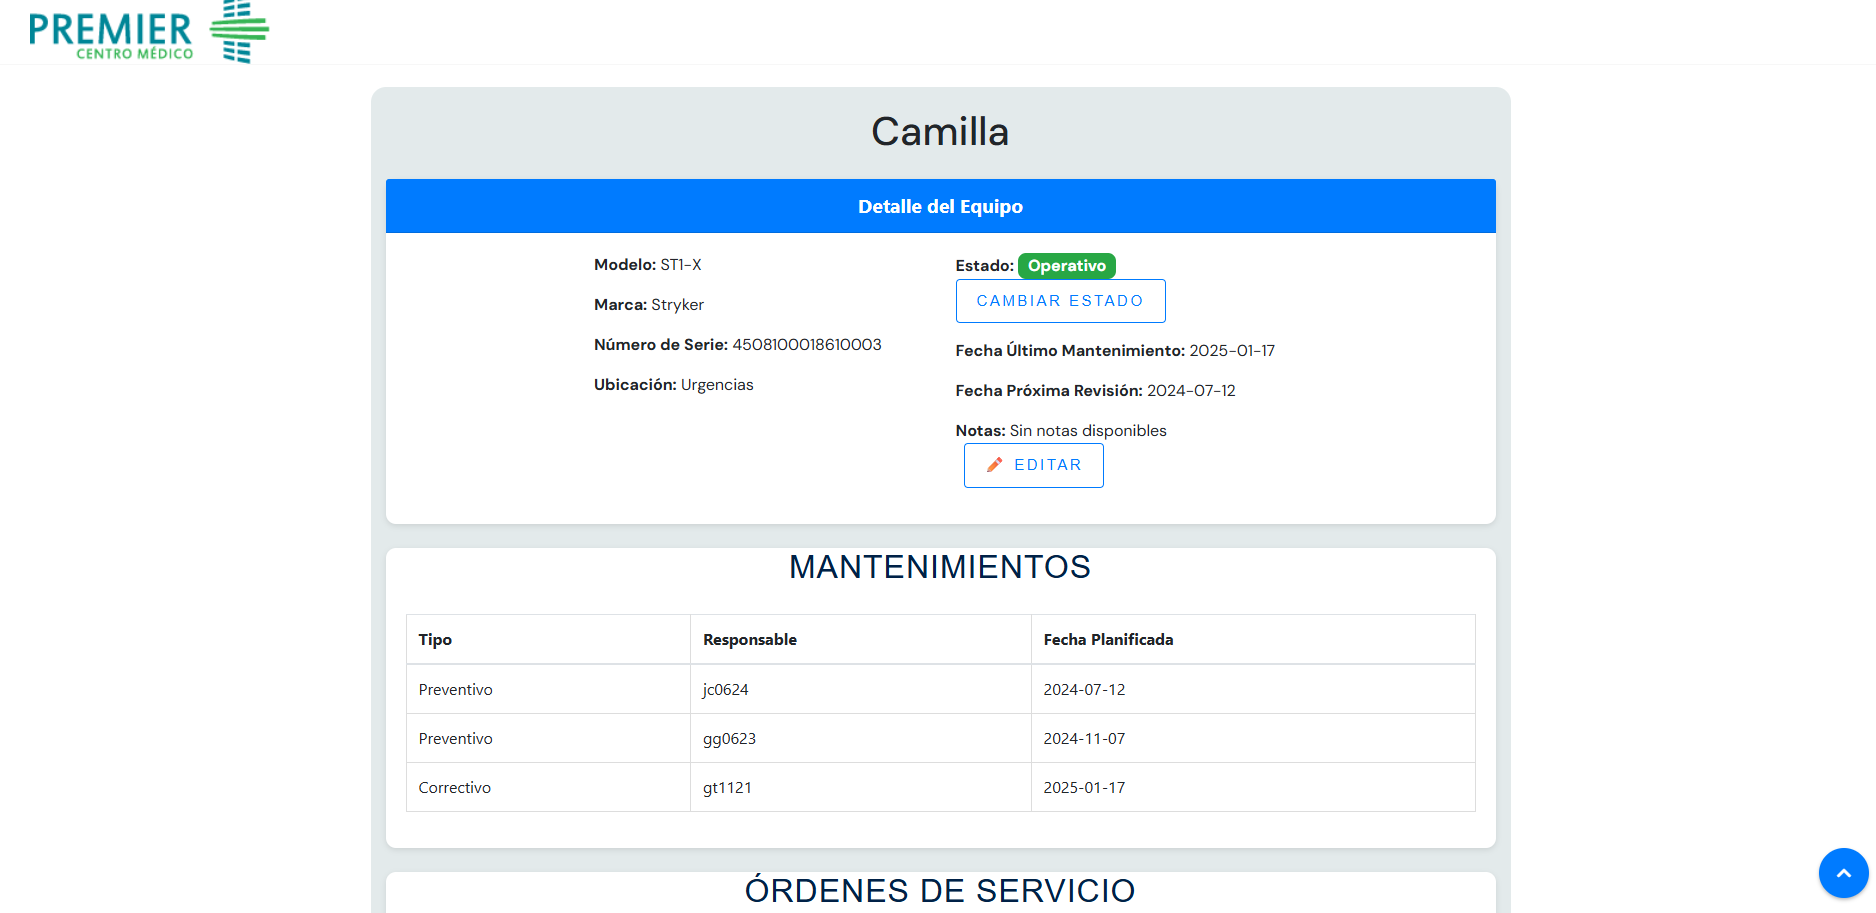 PREMIER
CENTRO MÉDICO
Camilla
Detalle del Equipo
Modelo: ST1-X
Marca: Stryker
Número de Serie: 4508100018610003
Ubicación: Urgencias
Estado: Operativo
CAMBIAR ESTADO
Fecha Último Mantenimiento: 2025-01-17
Fecha Próxima Revisión: 2024-07-12
Notas: Sin notas disponibles
EDITAR
MANTENIMIENTOS
Tipo Responsable Fecha Planificada
Preventivo jc0624 2024-07-12
Preventivo gg0623 2024-11-07
Correctivo gt1121 2025-01-17
ÓRDENES DE SERVICIO